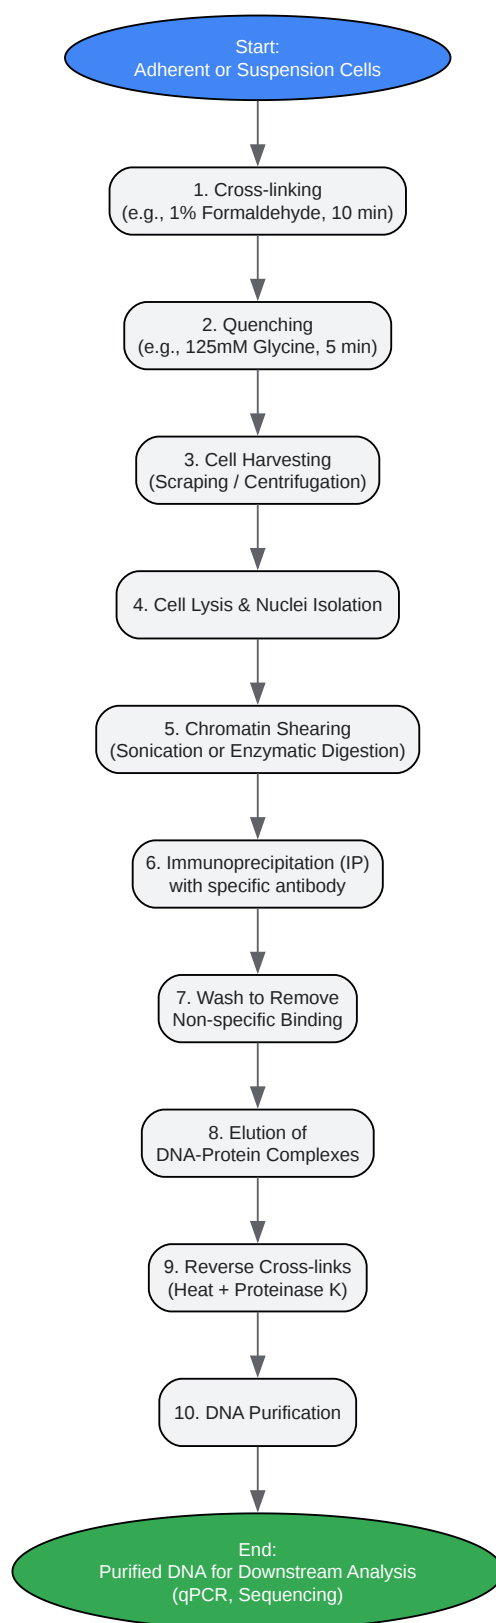 Start:
Adherent or Suspension Cells
1. Cross-linking
(e.g., 1% Formaldehyde, 10 min)
2. Quenching
(e.g., 125mM Glycine, 5 min)
3. Cell Harvesting
(Scraping / Centrifugation)
4. Cell Lysis & Nuclei Isolation
5. Chromatin Shearing
(Sonication or Enzymatic Digestion)
6. Immunoprecipitation (IP)
with specific antibody
7. Wash to Remove
Non-specific Binding
8. Elution of
DNA-Protein Complexes
9. Reverse Cross-links
(Heat + Proteinase K)
10. DNA Purification
End:
Purified DNA for Downstream Analysis
(qPCR, Sequencing)